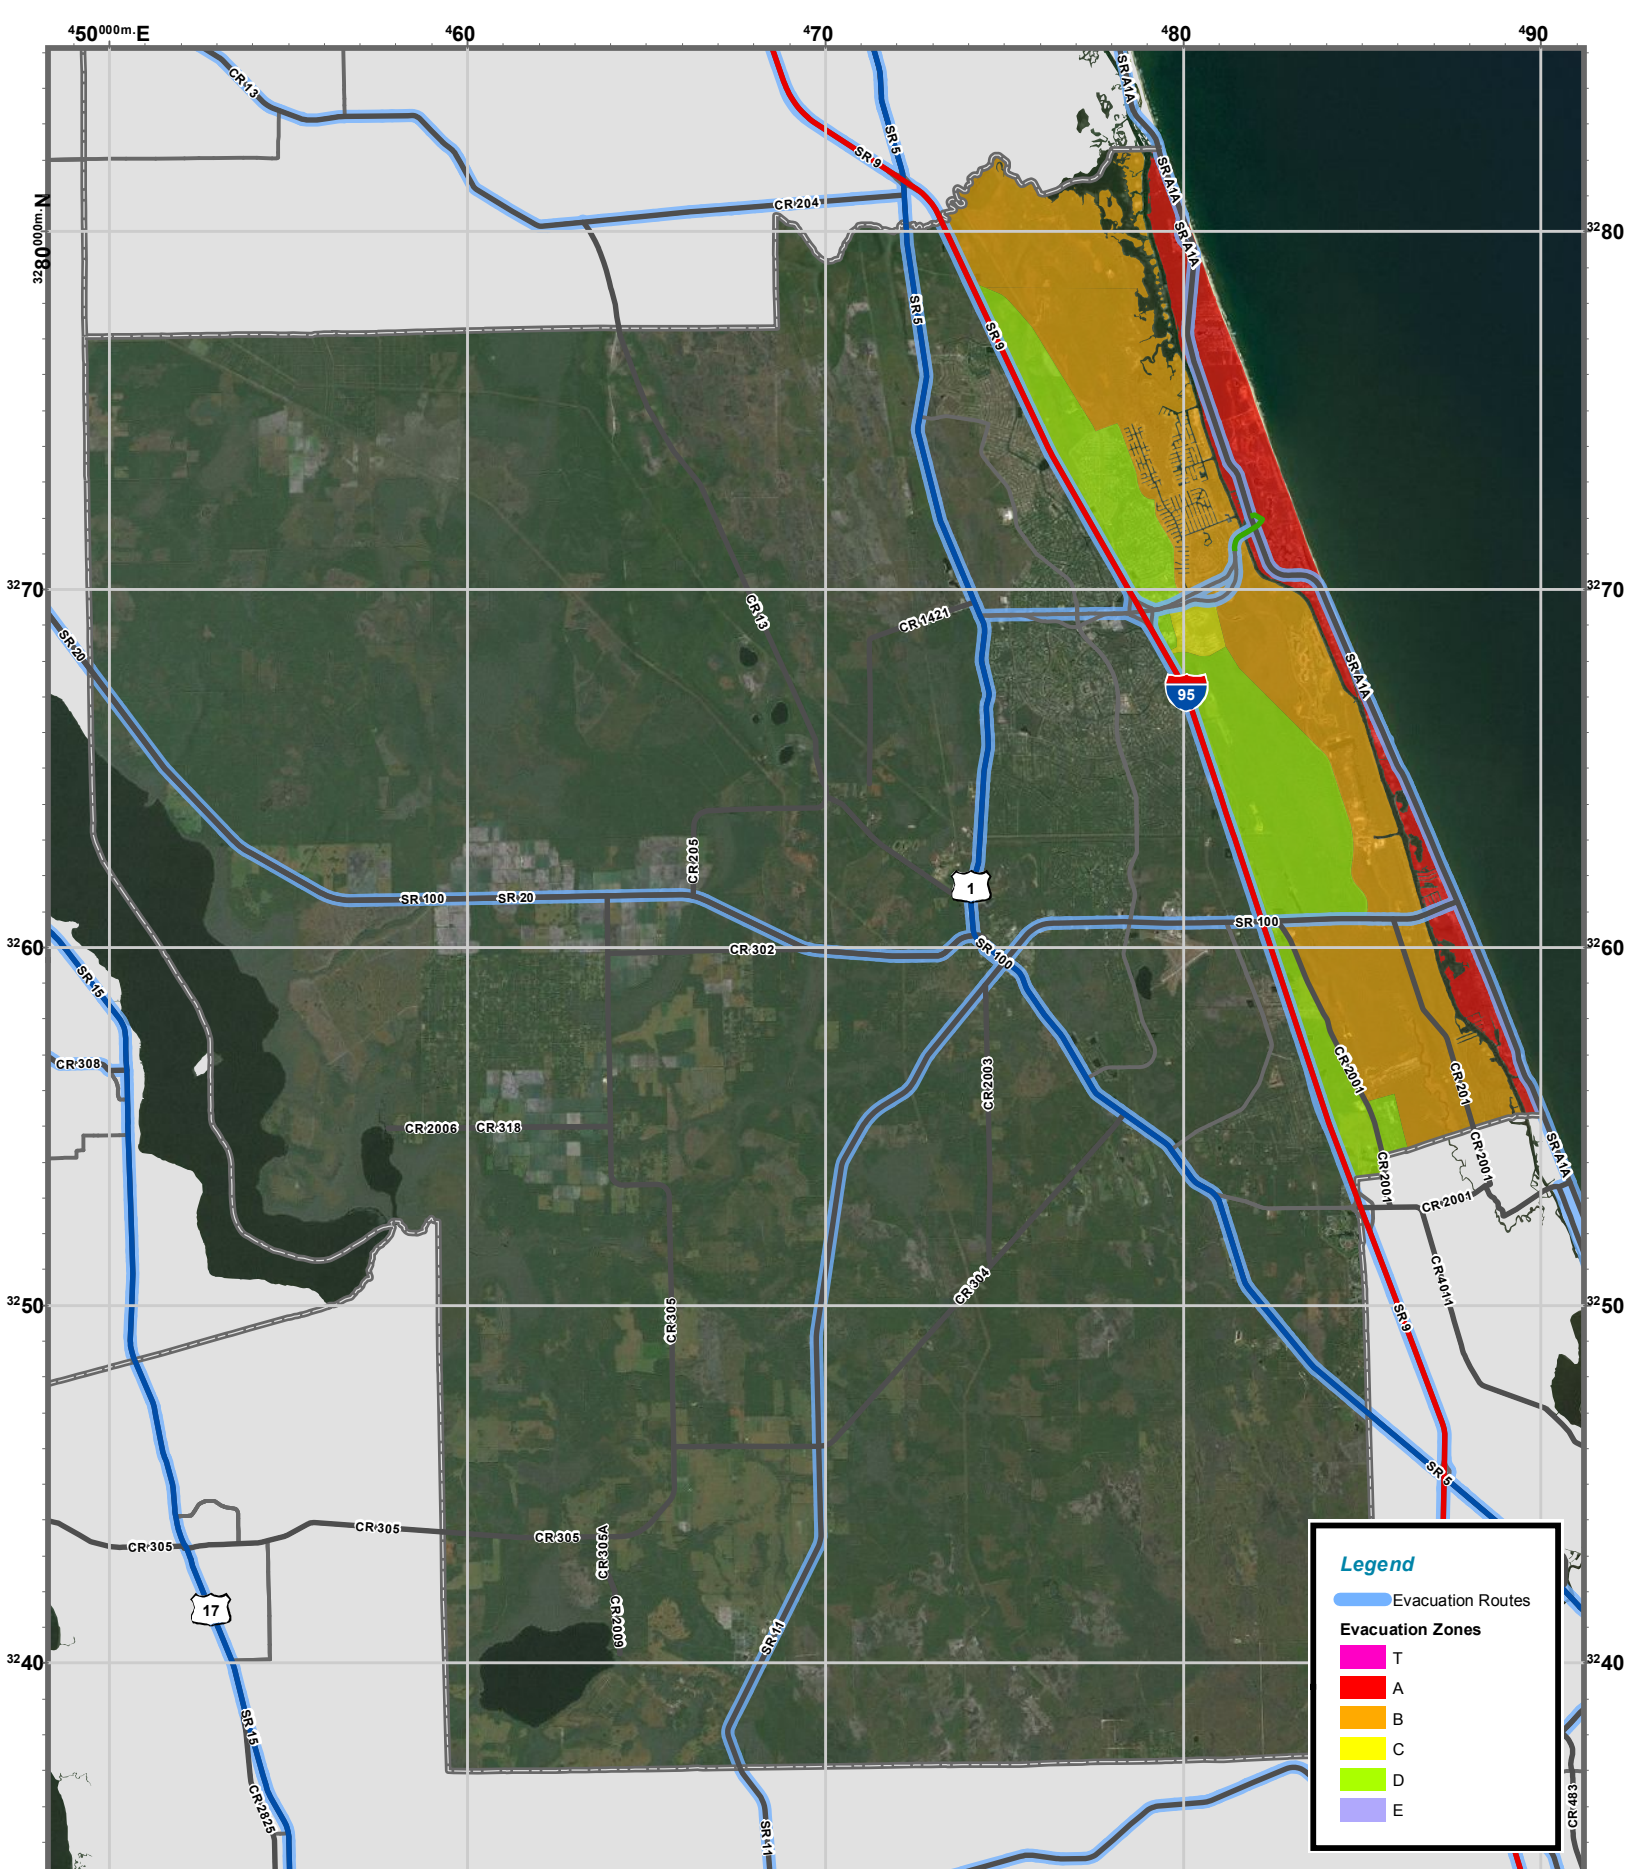 450000m.E
460
470
480
490
SR A1A
CR 13
SR 5
SR 9
SR A1A
CR 204
3280000m.N
3280
SR A1A
SR 5
SR 9
3270
3270
CR 13
CR 1421
SR 20
SR A1A
95
CR 205
1
SR 100
SR 20
SR 100
3260
CR 302
SR 100
3260
SR 15
CR 308
CR 2003
CR 2001
CR 201
CR 2006
CR 318
CR 2001
SR A1A
CR 2001
CR 2001
CR 304
CR 4011
3250
CR 305
SR 9
3250
SR 5
CR 305
CR 305
CR 305
CR 305A
17
CR 2009
SR 11
3240
3240
SR 15
CR 2825
SR 11
CR 483
Legend
Evacuation Routes
Evacuation Zones
T
A
B
C
D
E